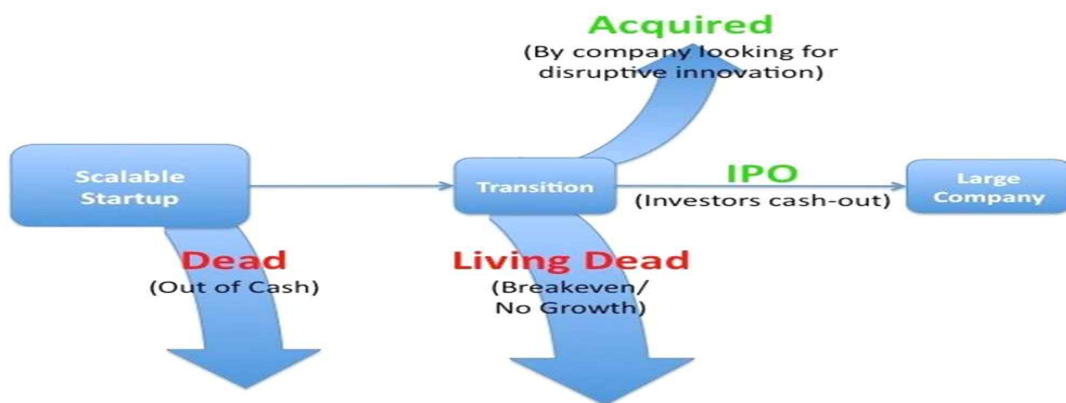 Acquired
(By company looking for
disruptive innovation)
Scalable
Startup
Transition
IPO
(Investors cash-out)
Large
Company
Dead
(Out of Cash)
Living Dead
(Breakeven/
No Growth)